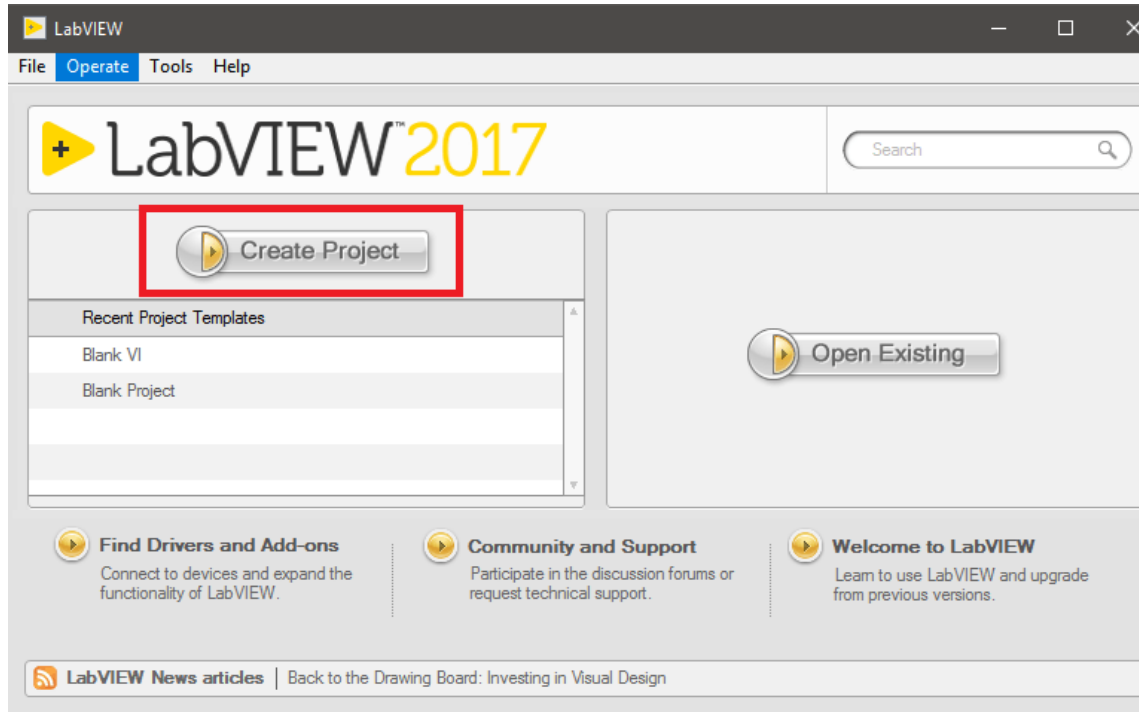 LabVIEW
File Operate Tools Help
LabVIEW™ 2017
Search
Create Project
Recent Project Templates
Blank VI
Blank Project
Open Existing
Find Drivers and Add-ons
Connect to devices and expand the
functionality of LabVIEW.
Community and Support
Participate in the discussion forums or
request technical support.
Welcome to LabVIEW
Learn to use LabVIEW and upgrade
from previous versions.
LabVIEW News articles | Back to the Drawing Board: Investing in Visual Design